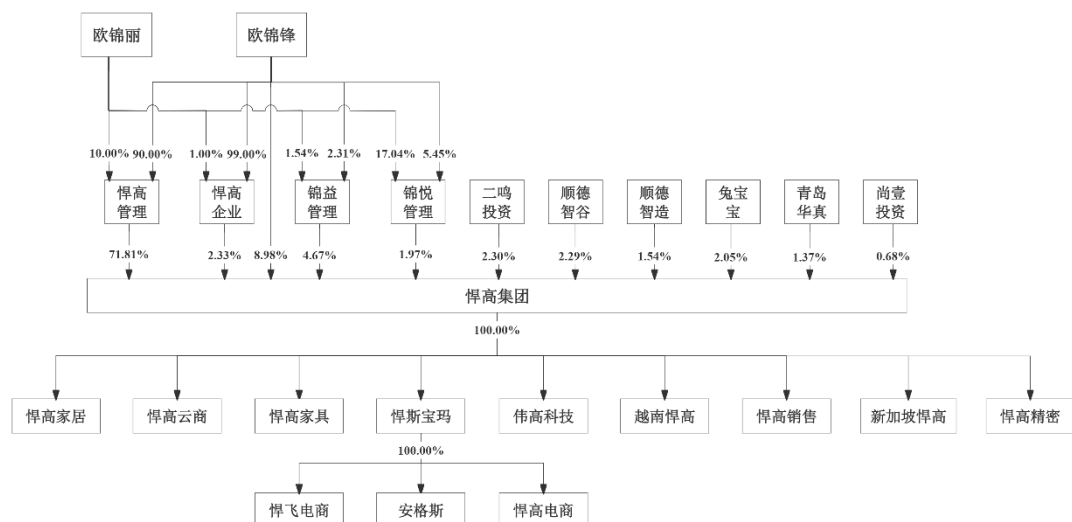 欧锦丽
欧锦锋
10.00%
90.00%
1.00%
99.00%
1.54%
2.31%
17.04%
5.45%
悍高
管理
悍高
企业
锦益
管理
锦悦
管理
二鸣
投资
顺德
智谷
顺德
智造
兔宝
宝
青岛
华真
尚壹
投资
71.81%
2.33%
8.98%
4.67%
1.97%
2.30%
2.29%
1.54%
2.05%
1.37%
0.68%
悍高集团
100.00%
悍高家居
悍高云商
悍高家具
悍斯宝玛
伟高科技
越南悍高
悍高销售
新加坡悍高
悍高精密
100.00%
悍飞电商
安格斯
悍高电商